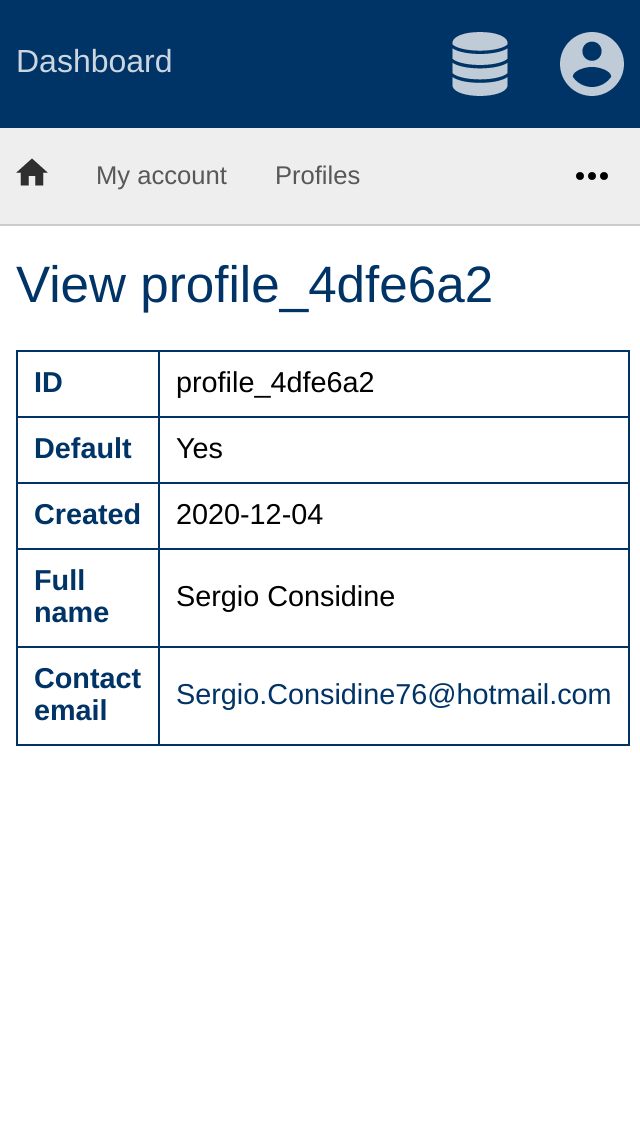 Dashboard
My account Profiles
View profile_4dfe6a2
ID profile_4dfe6a2
Default Yes
Created 2020-12-04
Full name Sergio Considine
Contact email Sergio.Considine76@hotmail.com